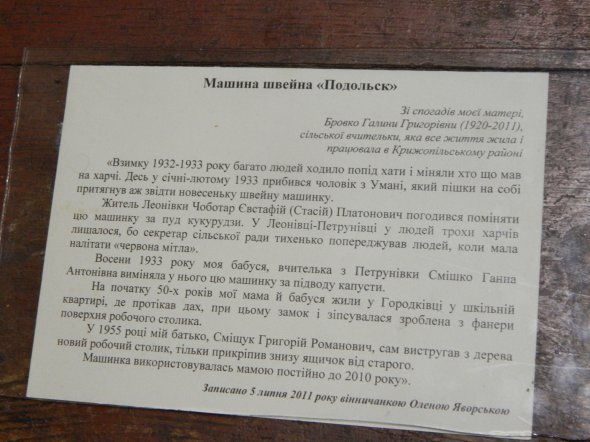 Машина швейна «Подольск»
Зі спогадів моєї матері,
Бровко Галини Григорівни (1920-2011),
сільської вчительки, яка все життя жила і
працювала в Крижопільському районі
«Взимку 1932-1933 року багато людей ходило попід хати і міняли хто що мав
на харчі. Десь у січні-лютому 1933 прибився чоловік з Умані, який пішки на собі
притягнув аж звідти новесеньку швейну машинку.
Житель Леонівки Чоботар Євстафій (Стасій) Платонович погодився поміняти
цю машинку за пуд кукурудзи. У Леонівці-Петрунівці у людей трохи харчів
лишалося, бо секретар сільської ради тихенько попереджував людей, коли мала
налітати «червона мітла».
Восени 1933 року моя бабуся, вчителька з Петрунівки Смішко Ганна
Антонівна виміняла у нього цю машинку за підводу капусти.
На початку 50-х років мої мама й бабуся жили у Городківці у шкільній
квартирі, де протікав дах, при цьому замок і зіпсувалася зроблена з фанери
поверхня робочого столика.
У 1955 році мій батько, Сміщук Григорій Романович, сам вистругав з дерева
новий робочий столик, тільки прикріпив знизу ящичок від старого.
Машинка використовувалась мамою постійно до 2010 року».
Записано 5 липня 2011 року вінничанкою Оленою Яворською